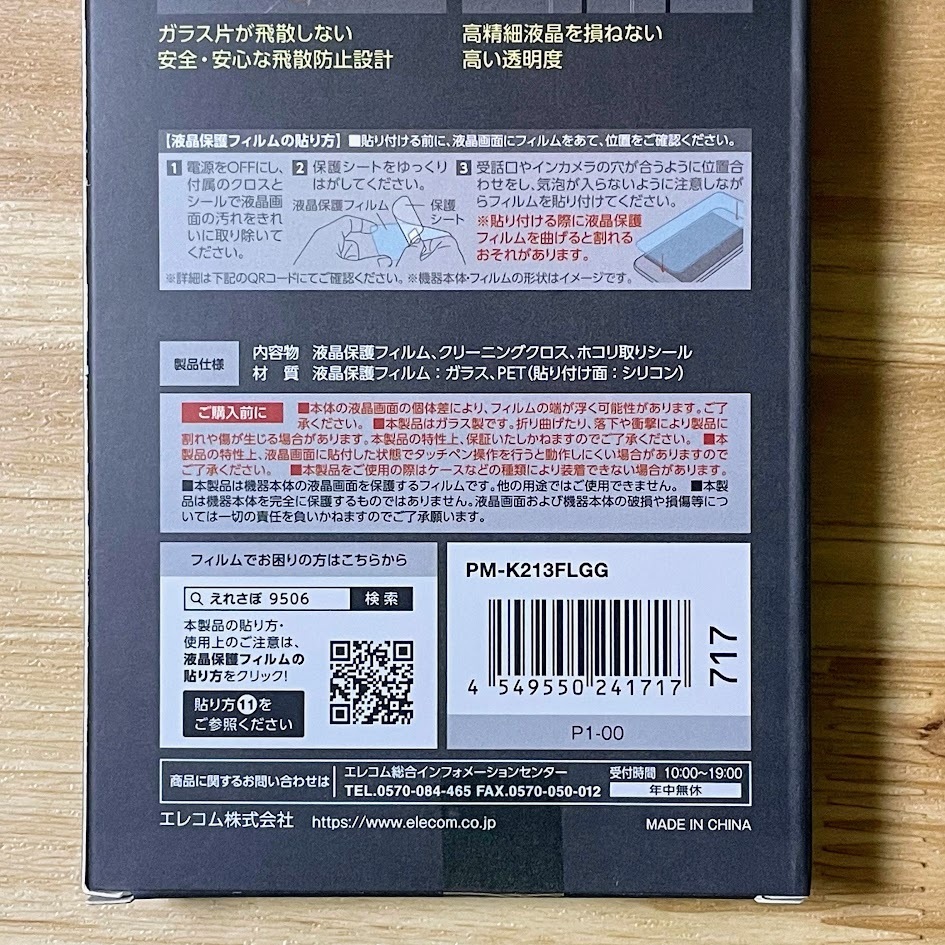 ガラス片が飛散しない
安全・安心な飛散防止設計
高精細液晶を損ねない
高い透明度
【液晶保護フィルムの貼り方】 ■貼り付ける前に、液晶画面にフィルムをあて、位置をご確認ください。
1 電源をOFFにし、
付属のクロスと
シールで液晶画
面の汚れをきれ
いに取り除いて
ください。
2 保護シートをゆっくり
はがしてください。
液晶保護フィルム
保護
シート
3 受話口やインカメラの穴が合うように位置合
わせをし、気泡が入らないように注意しなが
らフィルムを貼り付けてください。
※貼り付ける際に液晶保護
フィルムを曲げると割れる
おそれがあります。
※詳細は下記のQRコードにてご確認ください。※機器本体・フィルムの形状はイメージです。
製品仕様
内容物 液晶保護フィルム、クリーニングクロス、ホコリ取りシール
材 質 液晶保護フィルム：ガラス、PET（貼り付け面：シリコン）
ご購入前に ■本体の液晶画面の個体差により、フィルムの端が浮く可能性があります。ご了
承ください。 ■本製品はガラス製です。折り曲げたり、落下や衝撃により製品に
割れや傷が生じる場合があります。本製品の特性上、保証いたしかねますのでご了承ください。 ■本
製品の特性上、液晶画面に貼付した状態でタッチペン操作を行うと動作しにくい場合がありますので
ご了承ください。 ■本製品をご使用の際はケースなどの種類により装着できない場合があります。
■本製品は機器本体の液晶画面を保護するフィルムです。他の用途ではご使用できません。 ■本製
品は機器本体を完全に保護するものではありません。液晶画面および機器本体の破損や損傷等につ
いては一切の責任を負いかねますのでご了承願います。
フィルムでお困りの方はこちらから
えれさぽ 9506 検索
本製品の貼り方・
使用上のご注意は、
液晶保護フィルムの
貼り方をクリック!
貼り方⓫を
ご参照ください
PM-K213FLGG
4 549550 241717
717
P1-00
商品に関するお問い合わせは
エレコム総合インフォメーションセンター
TEL.0570-084-465 FAX.0570-050-012
受付時間 10:00〜19:00
年中無休
エレコム株式会社 https://www.elecom.co.jp
MADE IN CHINA